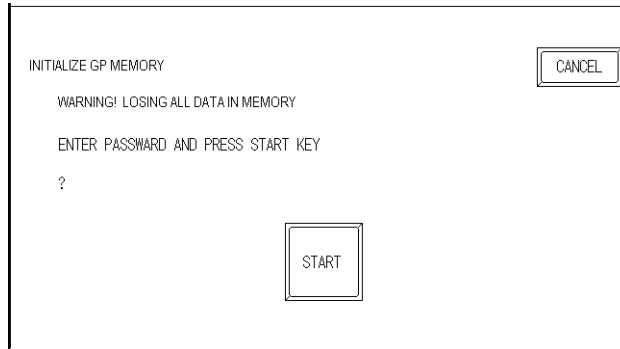 INITIALIZE GP MEMORY
CANCEL
WARNING! LOSING ALL DATA IN MEMORY
ENTER PASSWARD AND PRESS START KEY
?
START